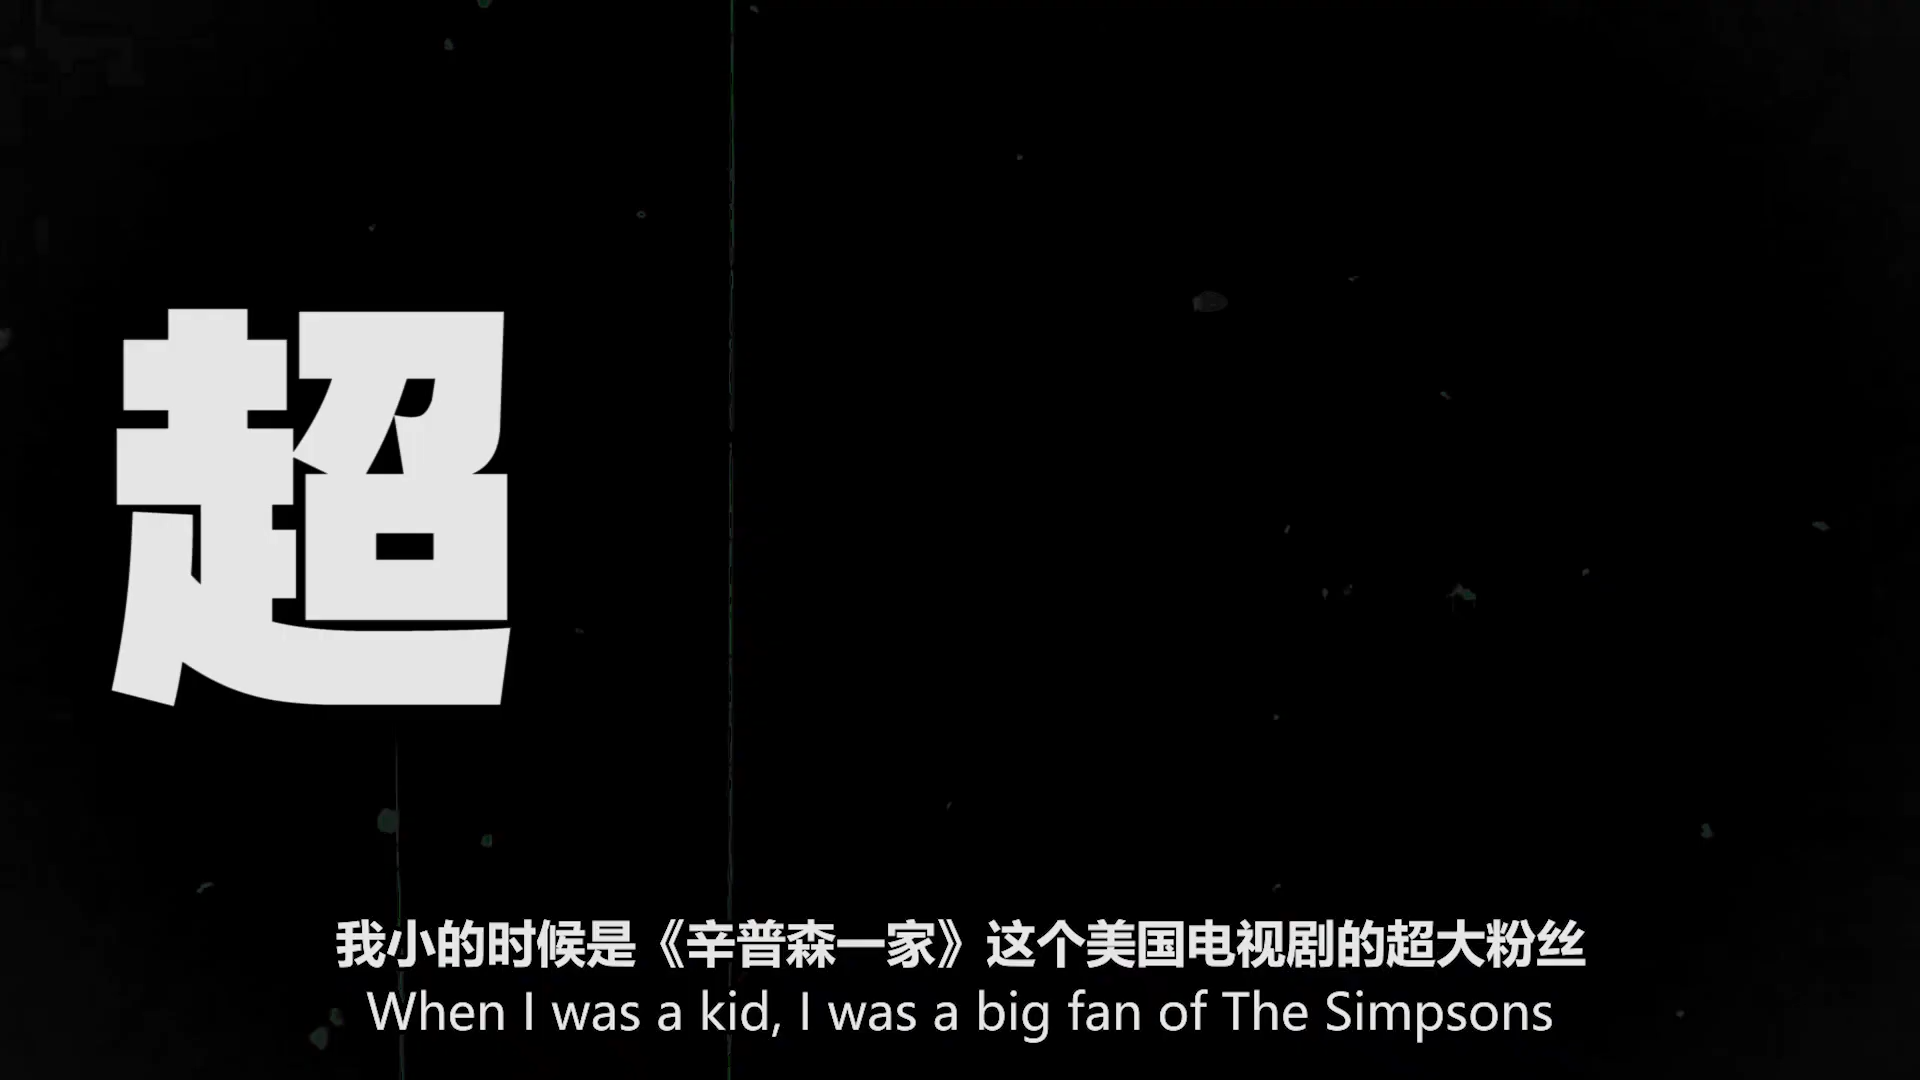 超
我小的时候是《辛普森一家》这个美国电视剧的超大粉丝
When I was a kid, I was a big fan of The Simpsons